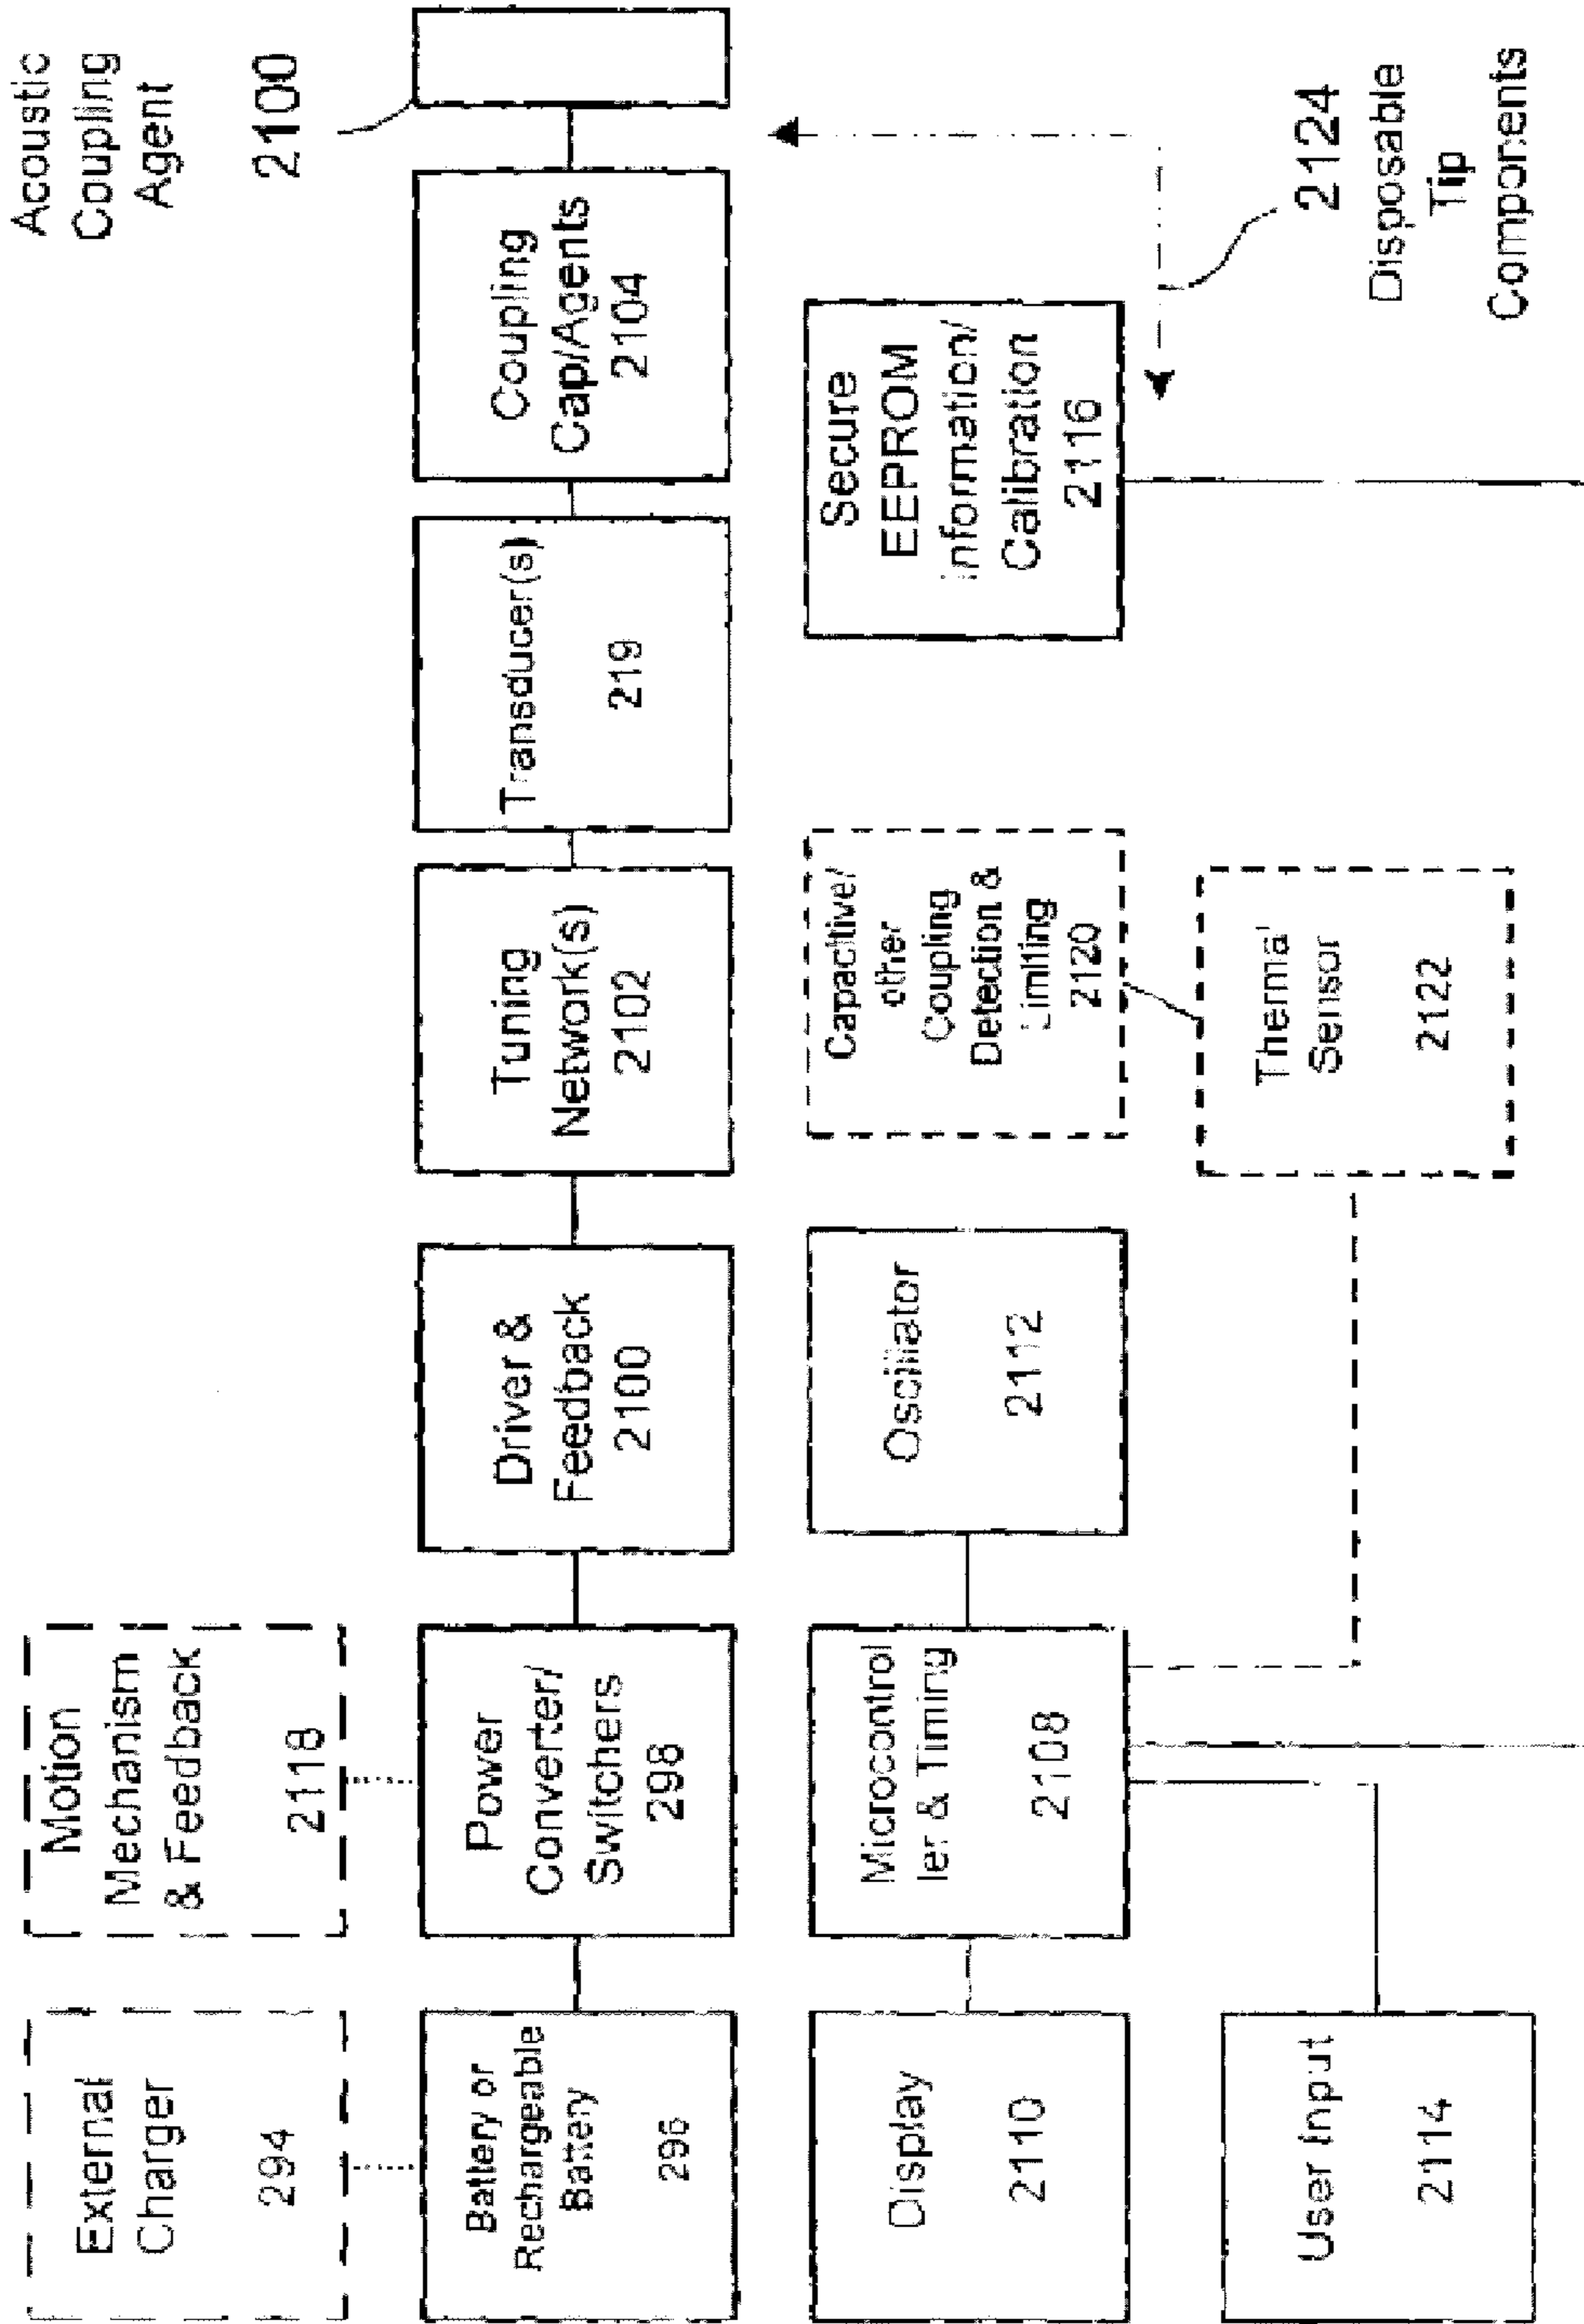 External
Charger
294
Motion
Mechanism
& Feedback
2118
Acoustic
Coupling
Agent
2100
Battery or
Rechargeable
Battery
296
Power
Converter/
Switchers
298
Driver &
Feedback
2100
Tuning
Network(s)
2102
Transducer(s)
219
Coupling
Cap/Agents
2104
Display
2110
Microcontrol
ler & Timing
2108
Oscillator
2112
Capacitive/
other
Coupling
Detection &
Limiting
2120
Secure
EEPROM
Information/
Calibration
2116
User Input
2114
Thermal
Sensor
2122
2124
Disposable
Tip
Components